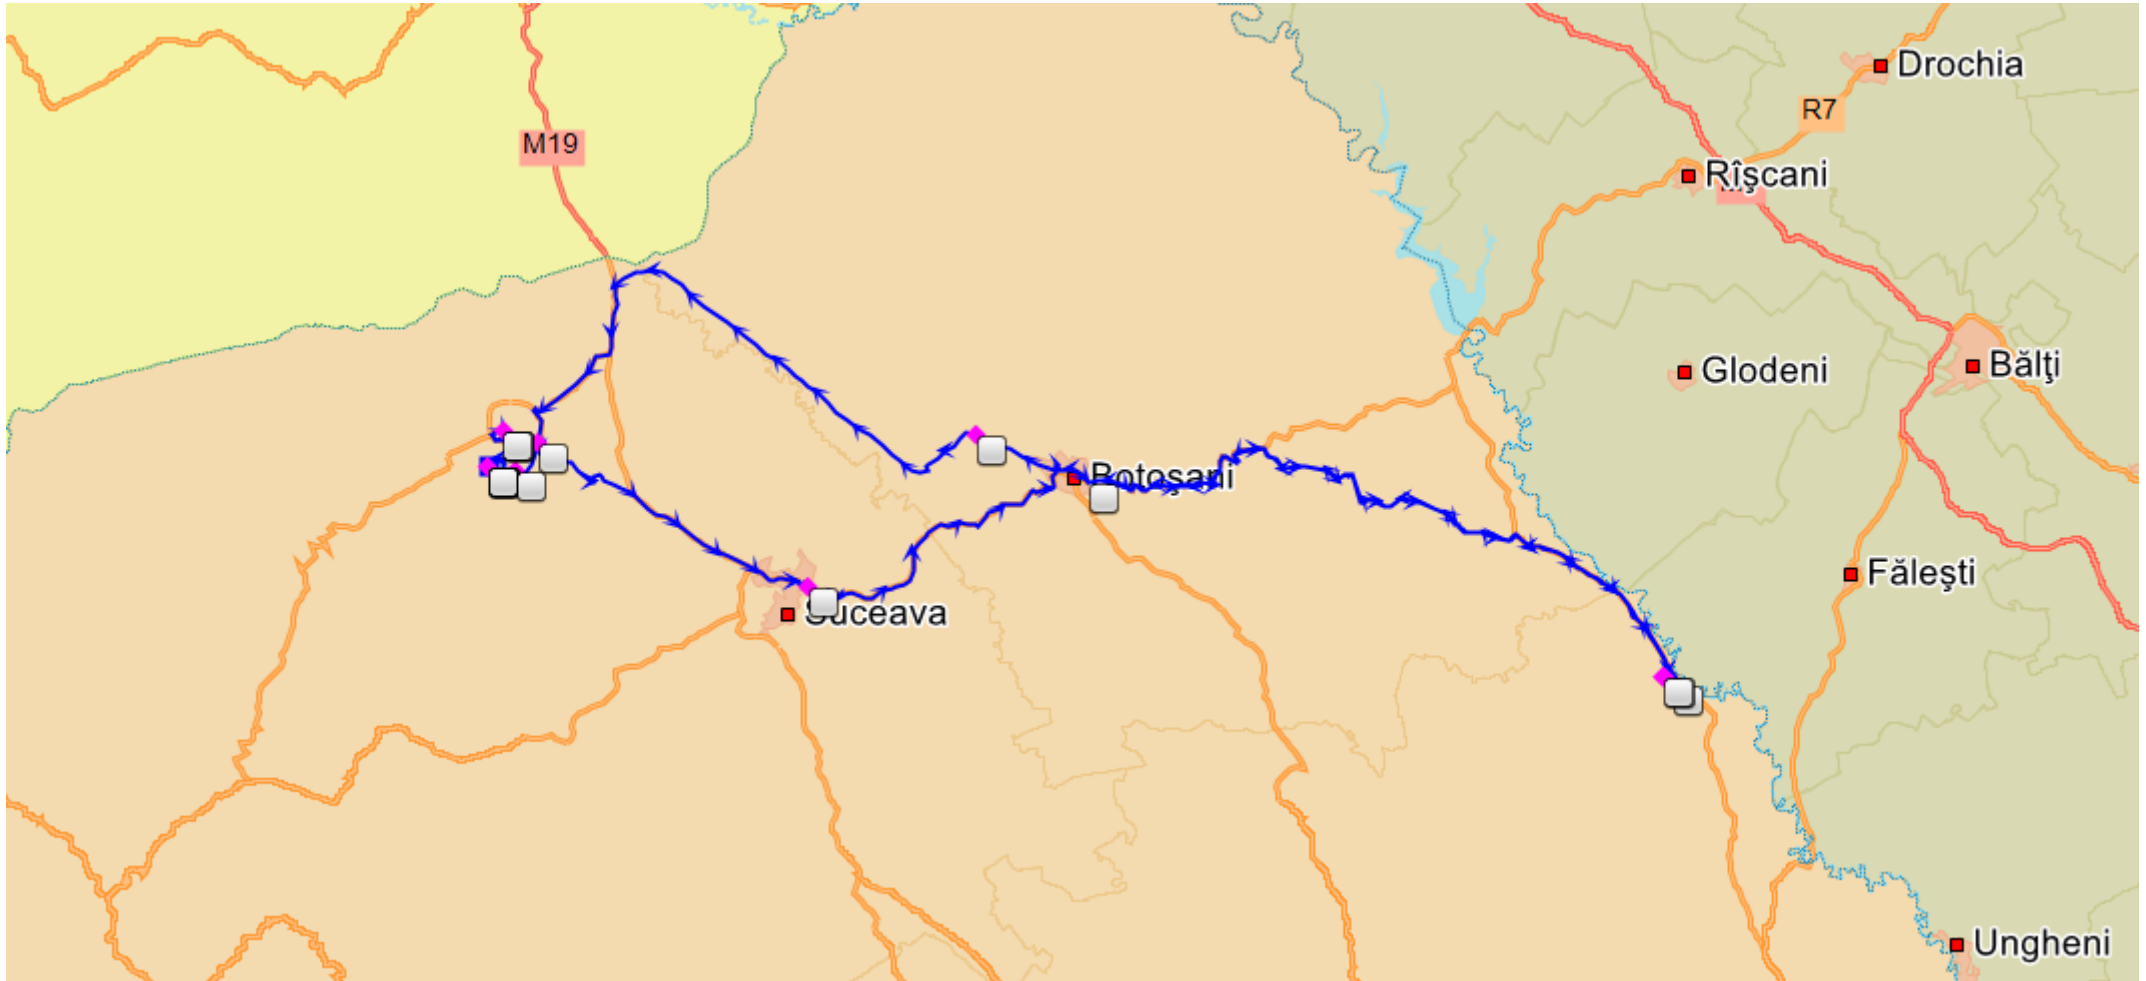 Drochia
R7
M19
Rîşcani
Bălţi
Glodeni
Botoşani
Făleşti
Suceava
Ungheni